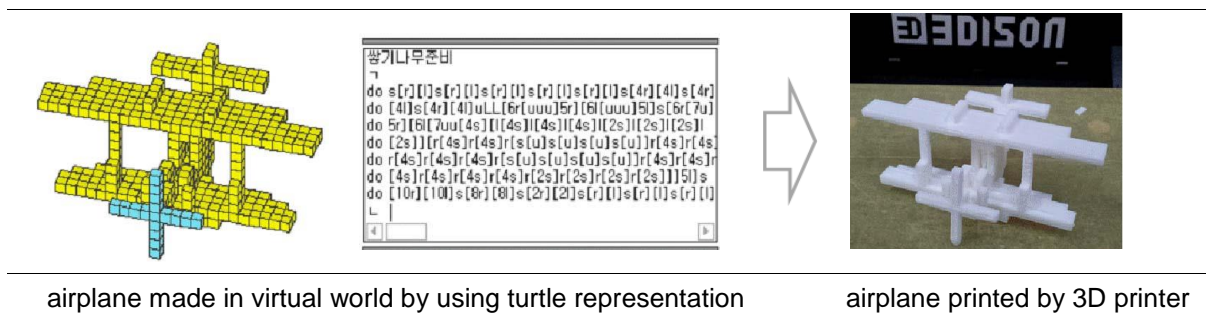 쌓기나무준비
ㄱ
do s[r][l]s[r][l]s[r][l]s[r][l]s[r][l]s[4r][4l]s[4r]
do [4l]s[4r][4l]uLL[6r[uuu]5r][6l[uuu]5l]s[6r[7u]
do 5r][6l[7uu[4s][l[4s]l[4s]l[4s]l[2s]l[2s]l[2s]l
do [2s]][r[4s]r[4s]r[s[u]s[u]s[u]s[u]]r[4s]r[4s]
do r[4s]r[4s]r[4s]r[s[u]s[u]s[u]s[u]]r[4s]r[4s]r
do [4s]r[4s]r[4s]r[4s]r[2s]r[2s]r[2s]r[2s]]]5l]s
do [10r][10l]s[8r][8l]s[2r][2l]s[r][l]s[r][l]s[r][l]
ㄴ
3D 3DISON
airplane made in virtual world by using turtle representation
airplane printed by 3D printer